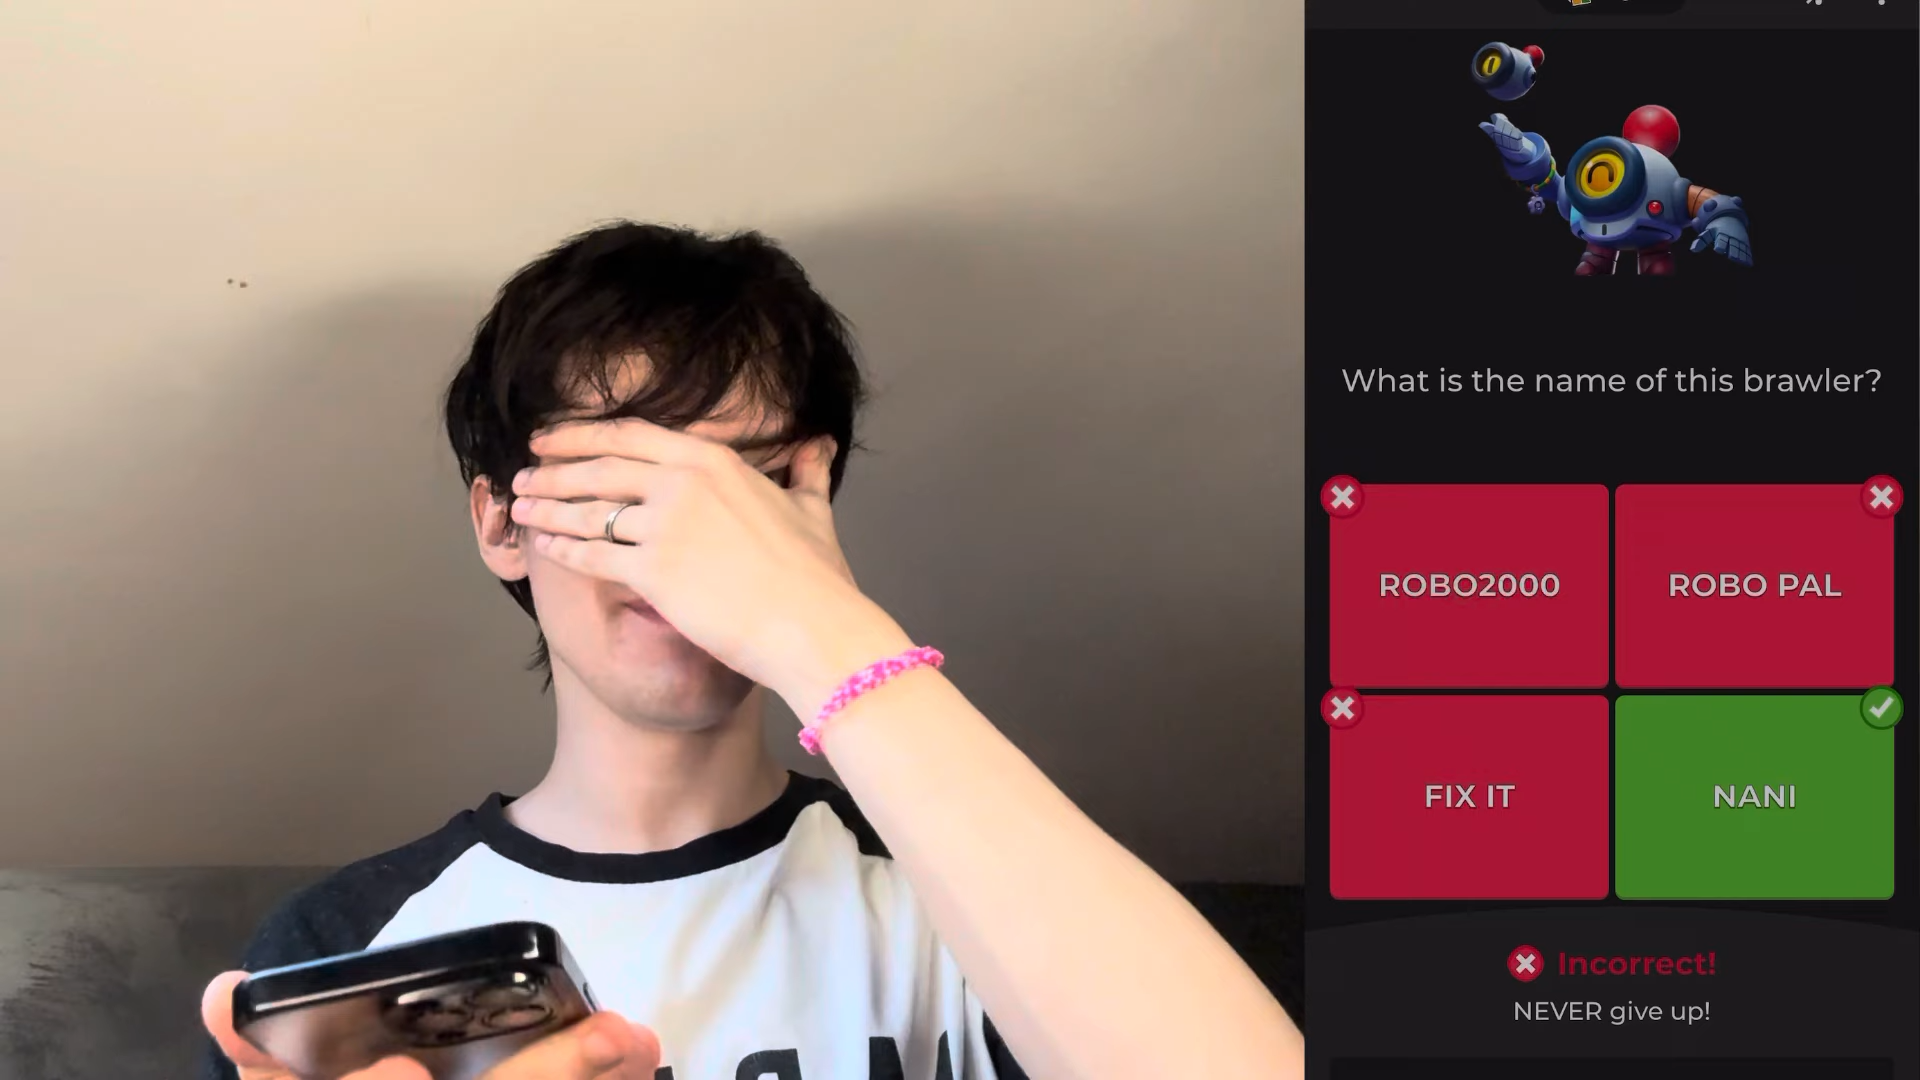 What is the name of this brawler?
ROBO2000
ROBO PAL
FIX IT
NANI
Incorrect!
NEVER give up!